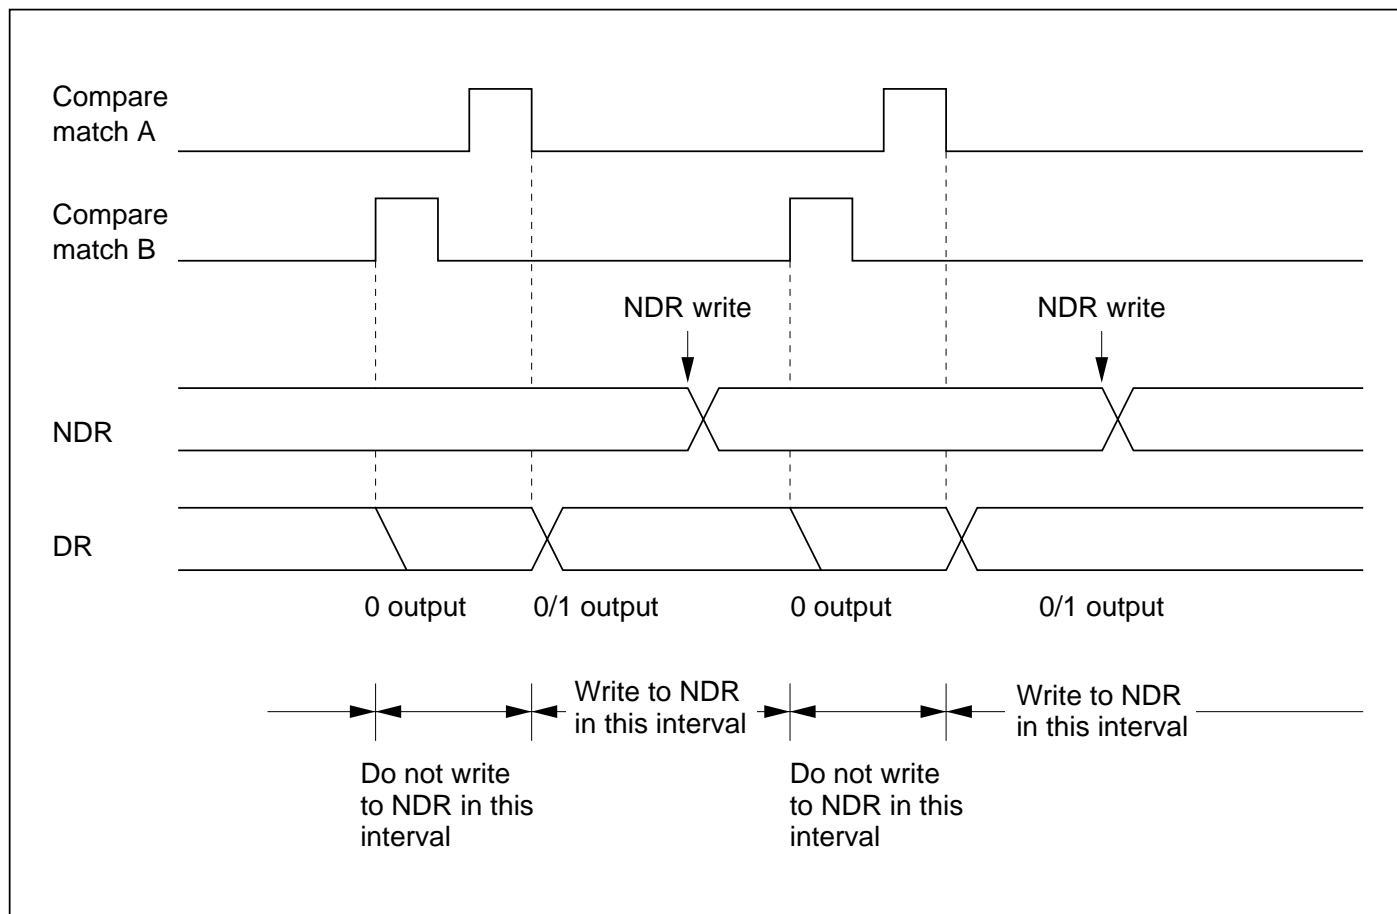 Compare
match A
Compare
match B
NDR write
NDR write
NDR
DR
0 output
0/1 output
0 output
0/1 output
Write to NDR
in this interval
Write to NDR
in this interval
Do not write
to NDR in this
interval
Do not write
to NDR in this
interval